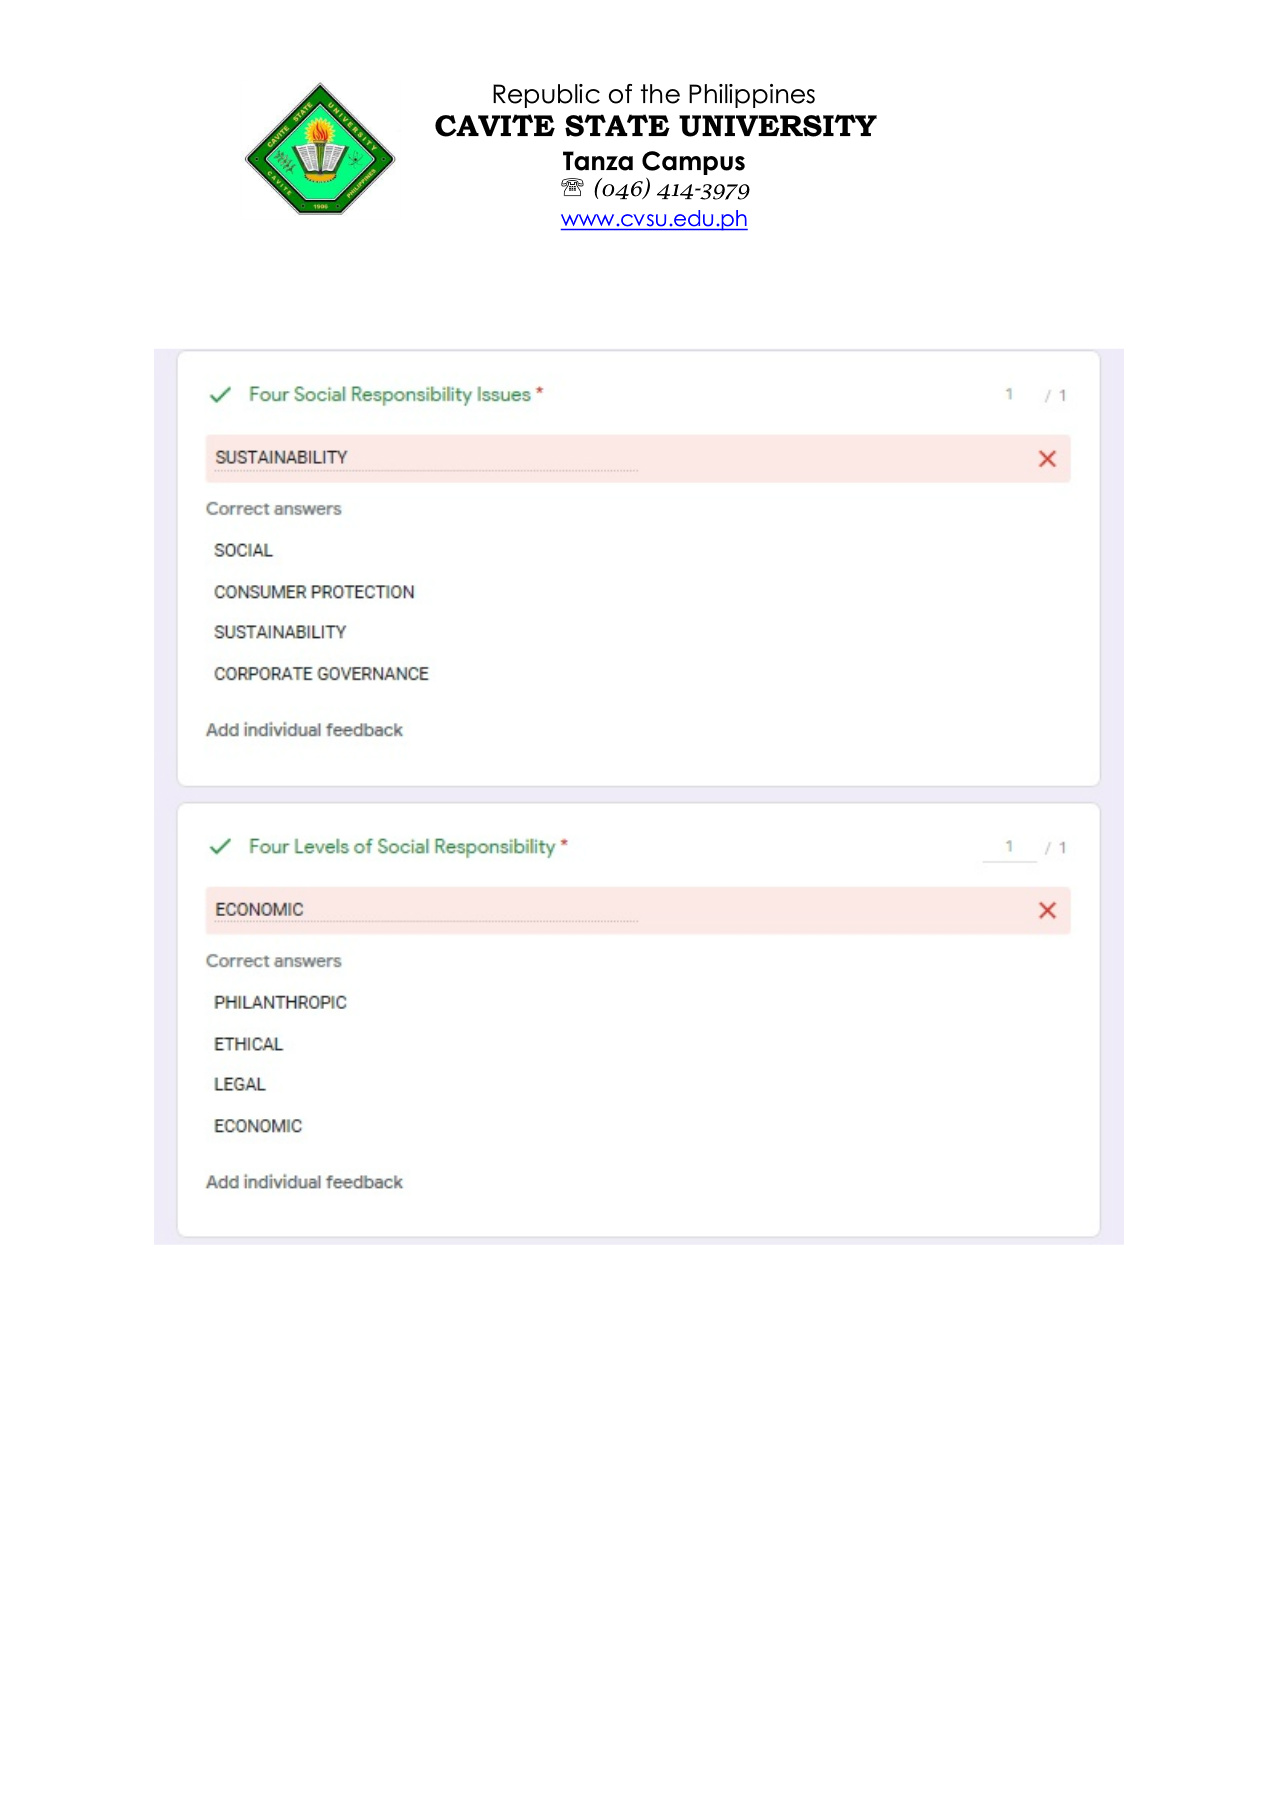 CAVITE STATE UNIVERSITY
CAVITE PHILIPPINES
1906
Republic of the Philippines
CAVITE STATE UNIVERSITY
Tanza Campus
☏ (046) 414-3979
www.cvsu.edu.ph
Four Social Responsibility Issues *
1 / 1
SUSTAINABILITY
Correct answers
SOCIAL
CONSUMER PROTECTION
SUSTAINABILITY
CORPORATE GOVERNANCE
Add individual feedback
Four Levels of Social Responsibility *
1 / 1
ECONOMIC
Correct answers
PHILANTHROPIC
ETHICAL
LEGAL
ECONOMIC
Add individual feedback